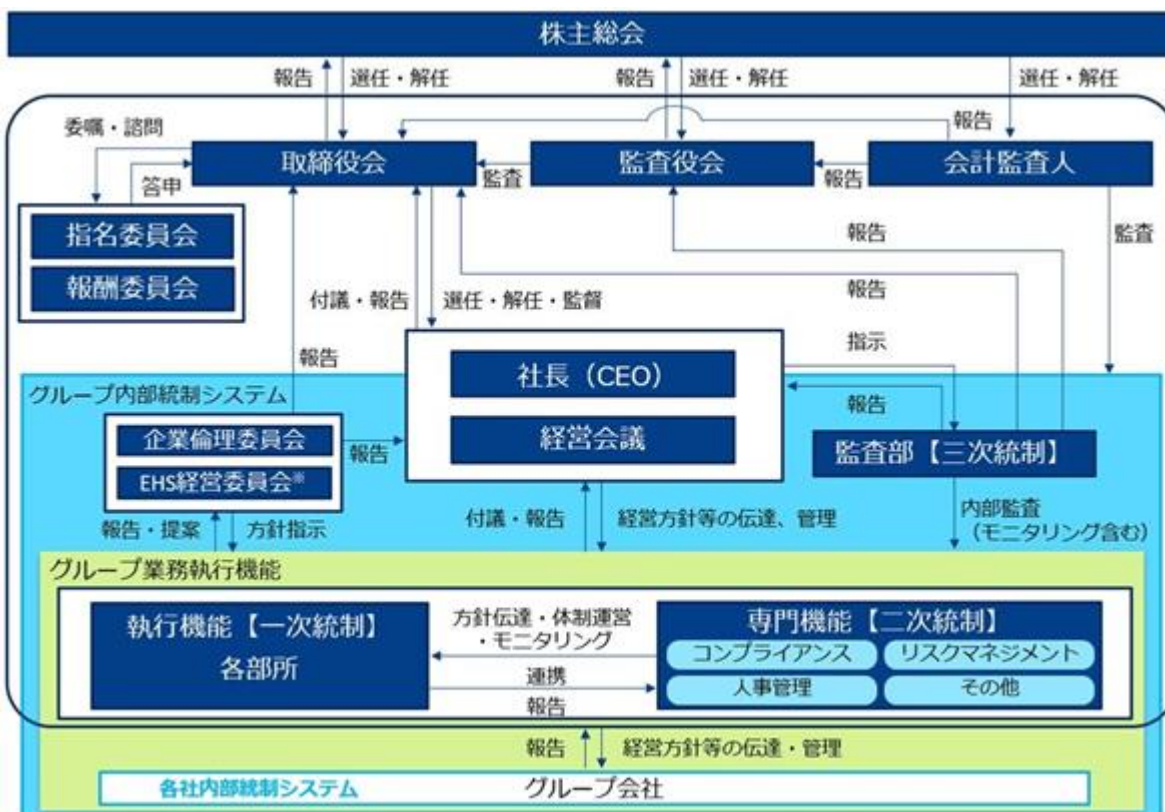 株主総会
報告
選任・解任
報告
選任・解任
選任・解任
委嘱・諮問
報告
取締役会
監査
監査役会
報告
会計監査人
答申
指名委員会
報酬委員会
報告
監査
付議・報告
選任・解任・監督
報告
報告
指示
社長（CEO）
経営会議
グループ内部統制システム
企業倫理委員会
EHS経営委員会※
報告
報告
監査部【三次統制】
報告・提案
方針指示
付議・報告
経営方針等の伝達、管理
内部監査
（モニタリング含む）
グループ業務執行機能
執行機能【一次統制】
各部所
方針伝達・体制運営
・モニタリング
連携
報告
専門機能【二次統制】
コンプライアンス
リスクマネジメント
人事管理
その他
報告
経営方針等の伝達・管理
各社内部統制システム
グループ会社